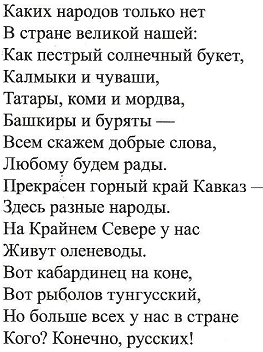 Каких народов только нет
В стране великой нашей:
Как пестрый солнечный букет,
Калмыки и чуваши,
Татары, коми и мордва,
Башкиры и буряты —
Всем скажем добрые слова,
Любому будем рады.
Прекрасен горный край Кавказ –
Здесь разные народы.
На Крайнем Севере у нас
Живут оленеводы.
Вот кабардинец на коне,
Вот рыболов тунгусский,
Но больше всех у нас в стране
Кого? Конечно, русских!